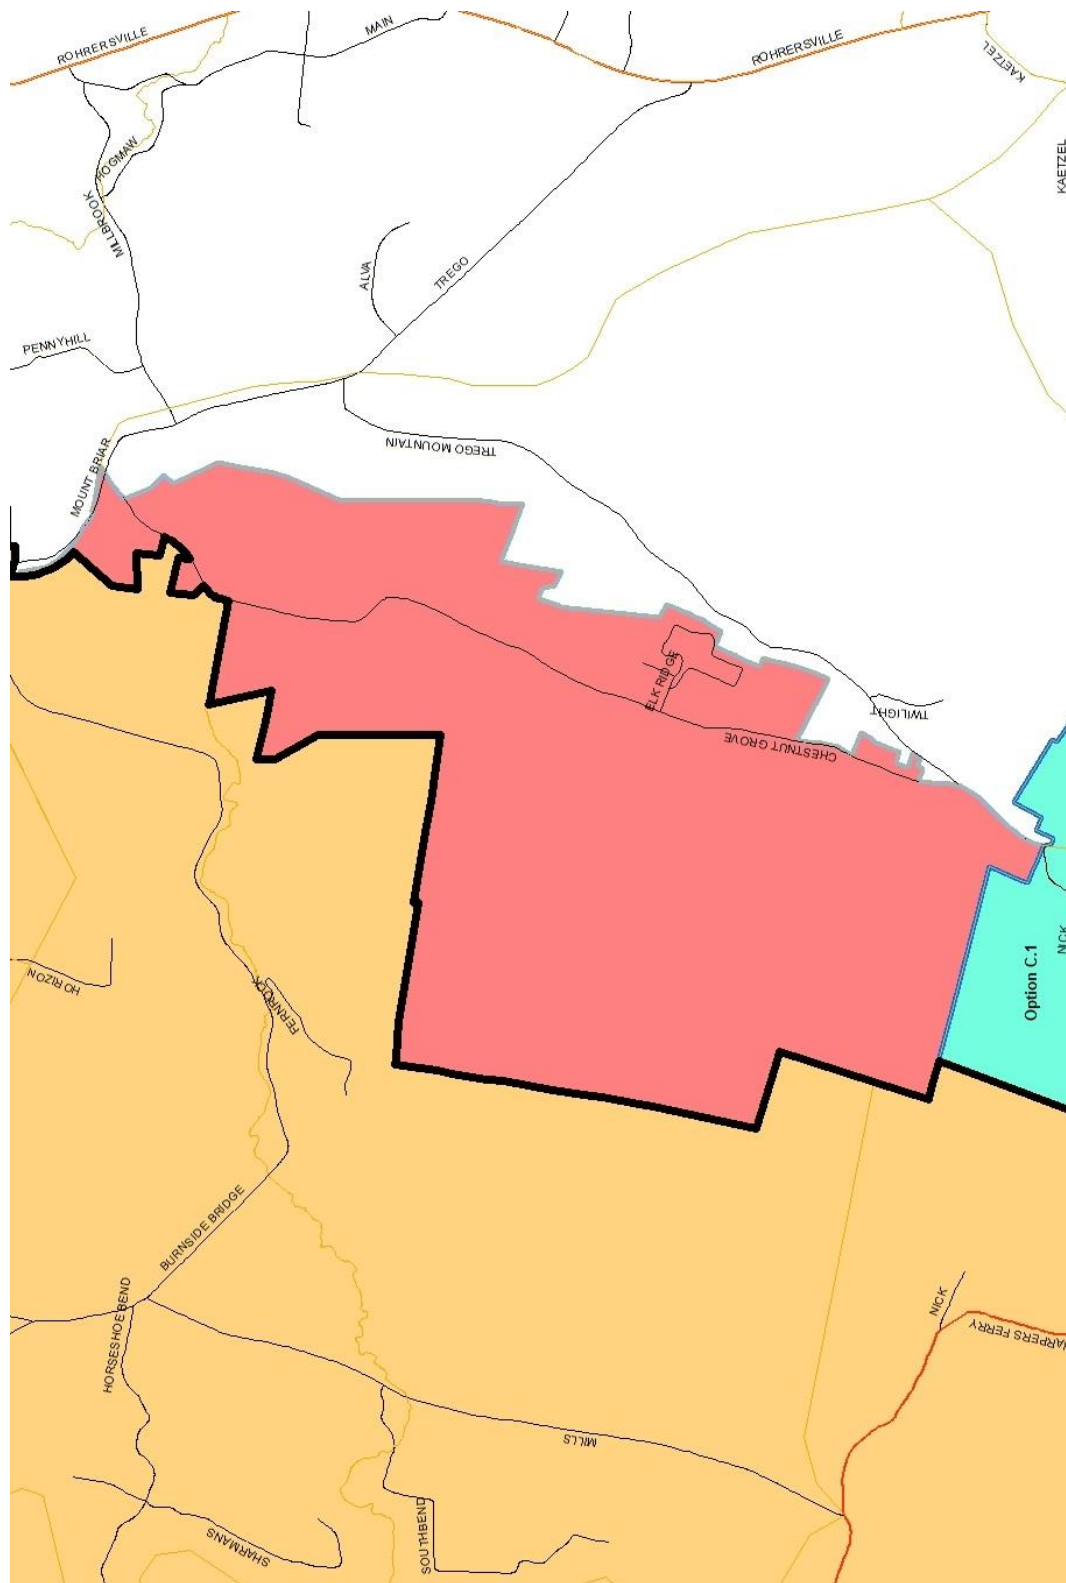 ROHRERSVILLE
MAIN
ROHRERSVILLE
KAETZEL
HOGMAW
KAETZEL
MILLBROOK
ALVA
TREGO
PENNYHILL
TREGO MOUNTAIN
MOUNT BRIAR
ELK RIDGE
TWILIGHT
CHESTNUT GROVE
NICK
Option C.1
HORIZON
FERNROCK
BURNSIDE BRIDGE
HORSESHOE BEND
NICK
HARPERS FERRY
MILLS
SOUTHBEND
SHARMANS